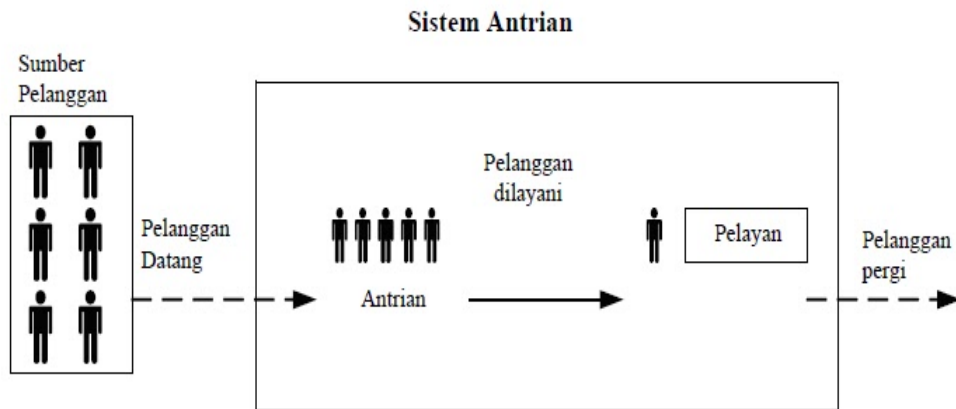 Sistem Antrian
Sumber
Pelanggan
Pelanggan
Datang
Antrian
Pelanggan
dilayani
Pelayan
Pelanggan
pergi